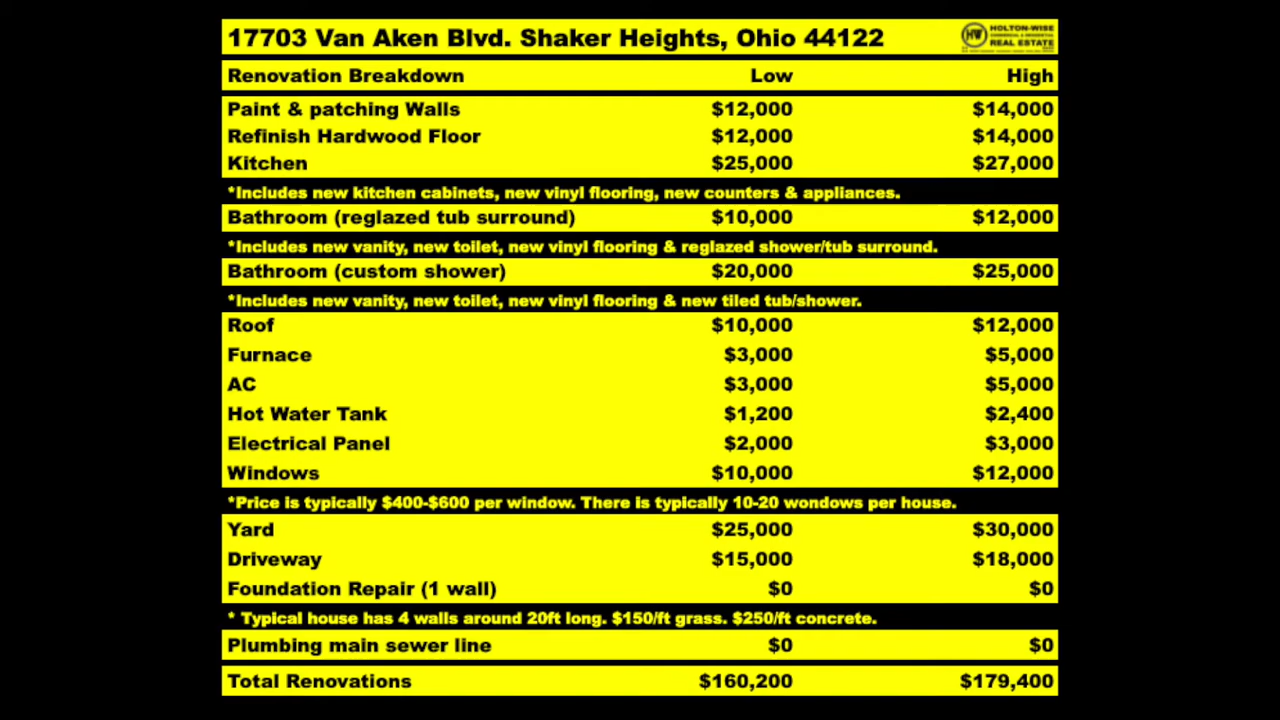 17703 Van Aken Blvd. Shaker Heights, Ohio 44122
HW HOLTON-WISE
COMMERCIAL & RESIDENTIAL
REAL ESTATE
Renovation Breakdown Low High
Paint & patching Walls $12,000 $14,000
Refinish Hardwood Floor $12,000 $14,000
Kitchen $25,000 $27,000
*Includes new kitchen cabinets, new vinyl flooring, new counters & appliances.
Bathroom (reglazed tub surround) $10,000 $12,000
*Includes new vanity, new toilet, new vinyl flooring & reglazed shower/tub surround.
Bathroom (custom shower) $20,000 $25,000
*Includes new vanity, new toilet, new vinyl flooring & new tiled tub/shower.
Roof $10,000 $12,000
Furnace $3,000 $5,000
AC $3,000 $5,000
Hot Water Tank $1,200 $2,400
Electrical Panel $2,000 $3,000
Windows $10,000 $12,000
*Price is typically $400-$600 per window. There is typically 10-20 wondows per house.
Yard $25,000 $30,000
Driveway $15,000 $18,000
Foundation Repair (1 wall) $0 $0
* Typical house has 4 walls around 20ft long. $150/ft grass. $250/ft concrete.
Plumbing main sewer line $0 $0
Total Renovations $160,200 $179,400